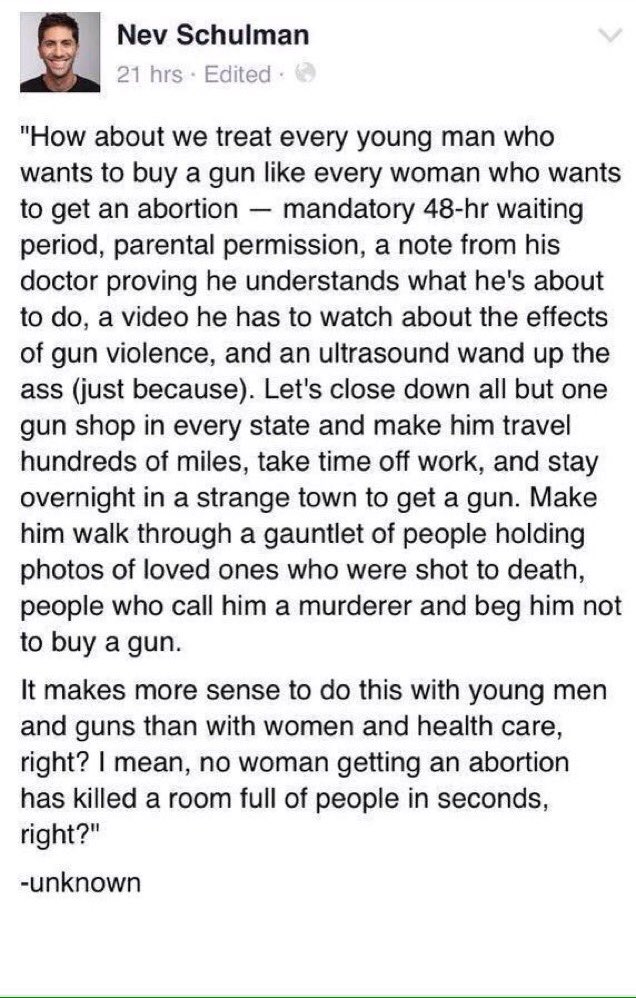 Nev Schulman
21 hrs · Edited ·
"How about we treat every young man who
wants to buy a gun like every woman who wants
to get an abortion — mandatory 48-hr waiting
period, parental permission, a note from his
doctor proving he understands what he's about
to do, a video he has to watch about the effects
of gun violence, and an ultrasound wand up the
ass (just because). Let's close down all but one
gun shop in every state and make him travel
hundreds of miles, take time off work, and stay
overnight in a strange town to get a gun. Make
him walk through a gauntlet of people holding
photos of loved ones who were shot to death,
people who call him a murderer and beg him not
to buy a gun.
It makes more sense to do this with young men
and guns than with women and health care,
right? I mean, no woman getting an abortion
has killed a room full of people in seconds,
right?"
-unknown